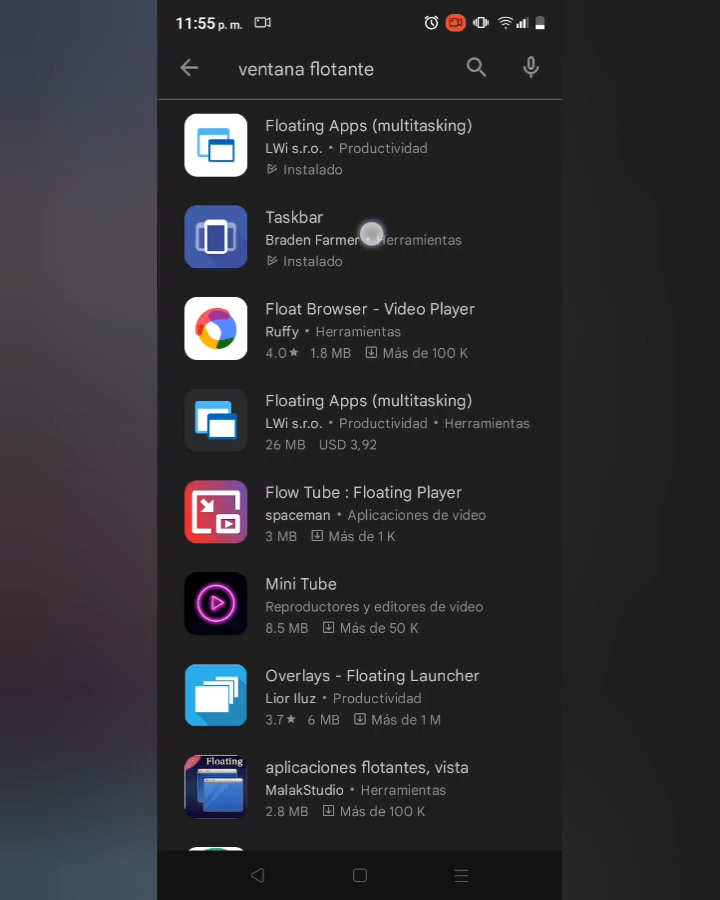 11:55 p. m.
ventana flotante
Floating Apps (multitasking)
LWi s.r.o. • Productividad
Instalado
Taskbar
Braden Farmer • Herramientas
Instalado
Float Browser - Video Player
Ruffy • Herramientas
4.0★ 1.8 MB Más de 100 K
Floating Apps (multitasking)
LWi s.r.o. • Productividad • Herramientas
26 MB USD 3,92
Flow Tube : Floating Player
spaceman • Aplicaciones de video
3 MB Más de 1 K
Mini Tube
Reproductores y editores de video
8.5 MB Más de 50 K
Overlays - Floating Launcher
Lior Iluz • Productividad
3.7★ 6 MB Más de 1 M
Floating
aplicaciones flotantes, vista
MalakStudio • Herramientas
2.8 MB Más de 100 K